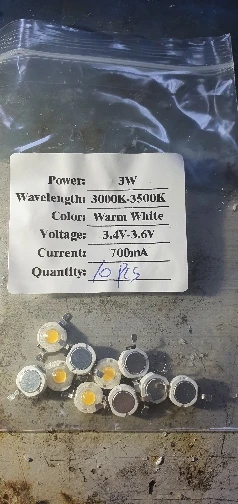 Power: 3W
Wavelength: 3000K-3500K
Color: Warm White
Voltage: 3.4V-3.6V
Current: 700mA
Quantity: 10 Pcs